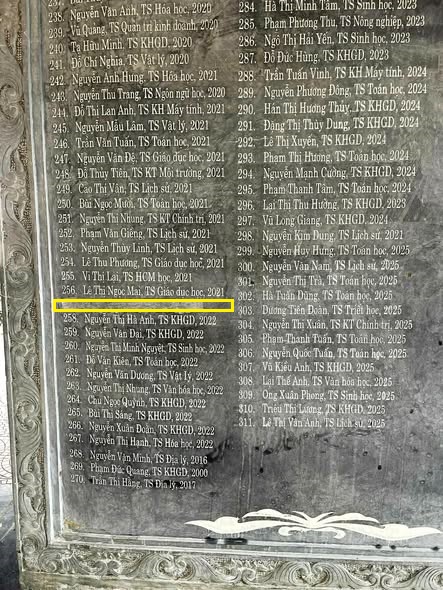 238. Nguyễn Văn Anh, TS Hóa học, 2020
239. Vũ Quang, TS Quản trị kinh doanh, 2020
240. Tạ Hữu Minh, TS KHGD, 2020
241. Đỗ Chí Nghĩa, TS Vật lý, 2020
242. Nguyễn Anh Hưng, TS Hóa học, 2021
243. Nguyễn Thu Trang, TS Ngôn ngữ học, 2020
244. Đỗ Thị Lan Anh, TS KH Máy tính, 2021
245. Nguyễn Mậu Lâm, TS Vật lý, 2021
246. Trần Văn Tuấn, TS Toán học, 2021
247. Nguyễn Văn Đệ, TS Giáo dục học, 2021
248. Đỗ Thủy Tiên, TS KT Môi trường, 2021
249. Cao Thị Vân, TS Lịch sử, 2021
250. Bùi Ngọc Mười, TS Toán học, 2021
251. Nguyễn Thị Nhung, TS KT Chính trị, 2021
252. Phạm Văn Giềng, TS Lịch sử, 2021
253. Nguyễn Thùy Linh, TS Lịch sử, 2021
254. Lê Thu Phương, TS Giáo dục học, 2021
255. Vi Thị Lại, TS HCM học, 2021
256. Lê Thị Ngọc Mai, TS Giáo dục học, 2021
258. Nguyễn Thị Hà Anh, TS KHGD, 2022
259. Nguyễn Văn Đại, TS KHGD, 2022
260. Nguyễn Thị Minh Nguyệt, TS Sinh học, 2022
261. Đỗ Văn Kiên, TS Toán học, 2022
262. Nguyễn Văn Dương, TS Vật lý, 2022
263. Nguyễn Thị Nhung, TS Văn hóa học, 2022
264. Chu Ngọc Quỳnh, TS KHGD, 2022
265. Bùi Thị Sáng, TS KHGD, 2022
266. Nguyễn Xuân Đoàn, TS KHGD, 2022
267. Nguyễn Thị Hạnh, TS Hóa học, 2022
268. Nguyễn Văn Minh, TS Địa lý, 2016
269. Phạm Đức Quang, TS KHGD, 2000
270. Trần Thị Hằng, TS Địa lý, 2017
284. Hà Thị Minh Tâm, TS Sinh học, 2023
285. Phạm Phương Thu, TS Nông nghiệp, 2023
286. Ngô Thị Hải Yến, TS Sinh học, 2023
287. Đỗ Đức Hùng, TS KHGD, 2023
288. Trần Tuấn Vinh, TS KH Máy tính, 2024
289. Nguyễn Phương Đông, TS Toán học, 2024
290. Hán Thị Hương Thủy, TS KHGD, 2024
291. Đặng Thị Thùy Dung, TS KHGD, 2024
292. Lê Thị Xuyến, TS KHGD, 2024
293. Phạm Thị Hương, TS Toán học, 2024
294. Nguyễn Mạnh Cường, TS KHGD, 2024
295. Phạm Thanh Tâm, TS Toán học, 2024
296. Lại Thị Thu Hường, TS KHGD, 2023
297. Vũ Long Giang, TS KHGD, 2024
298. Nguyễn Kim Dung, TS Lịch sử, 2021
299. Nguyễn Huy Hưng, TS Toán học, 2025
300. Nguyễn Văn Nam, TS Lịch sử, 2025
301. Nguyễn Thị Trà, TS Toán học, 2025
302. Hà Tuấn Dũng, TS Toán học, 2025
303. Dương Tiến Đoàn, TS Triết học, 2025
304. Nguyễn Thị Xuân, TS KT Chính trị, 2025
305. Phạm Thanh Tuấn, TS Toán học, 2025
306. Nguyễn Quốc Tuấn, TS Toán học, 2025
307. Vũ Kiều Anh, TS KHGD, 2025
308. Lại Thế Anh, TS Văn hóa học, 2025
309. Ong Xuân Phong, TS Sinh học, 2025
310. Triệu Thị Lương, TS KHGD, 2025
311. Lê Thị Vân Anh, TS Lịch sử, 2025